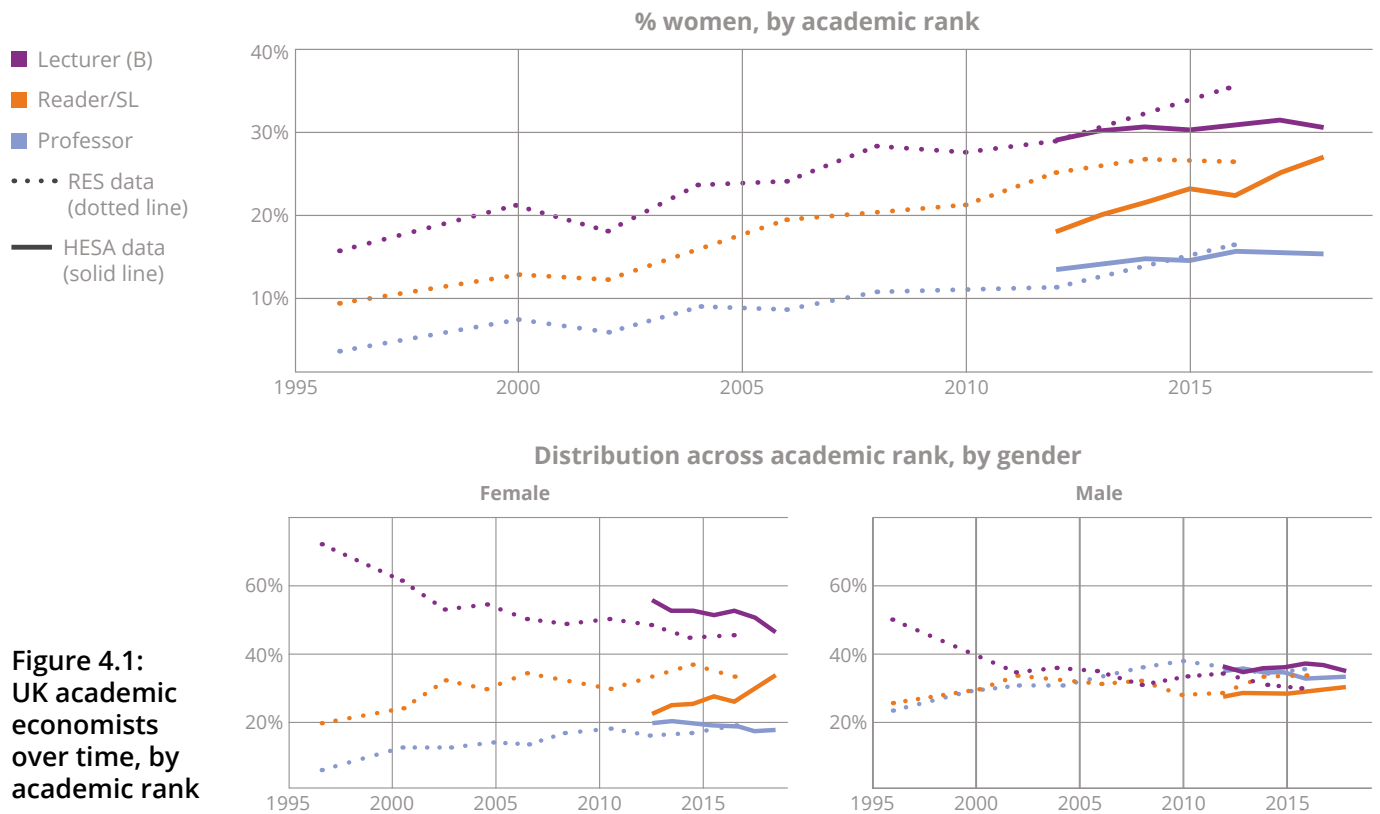 % women, by academic rank
Lecturer (B)
Reader/SL
Professor
RES data
(dotted line)
HESA data
(solid line)
40%
30%
20%
10%
1995 2000 2005 2010 2015
Distribution across academic rank, by gender
Female
60%
40%
20%
1995 2000 2005 2010 2015
Male
60%
40%
20%
1995 2000 2005 2010 2015
Figure 4.1:
UK academic
economists
over time, by
academic rank